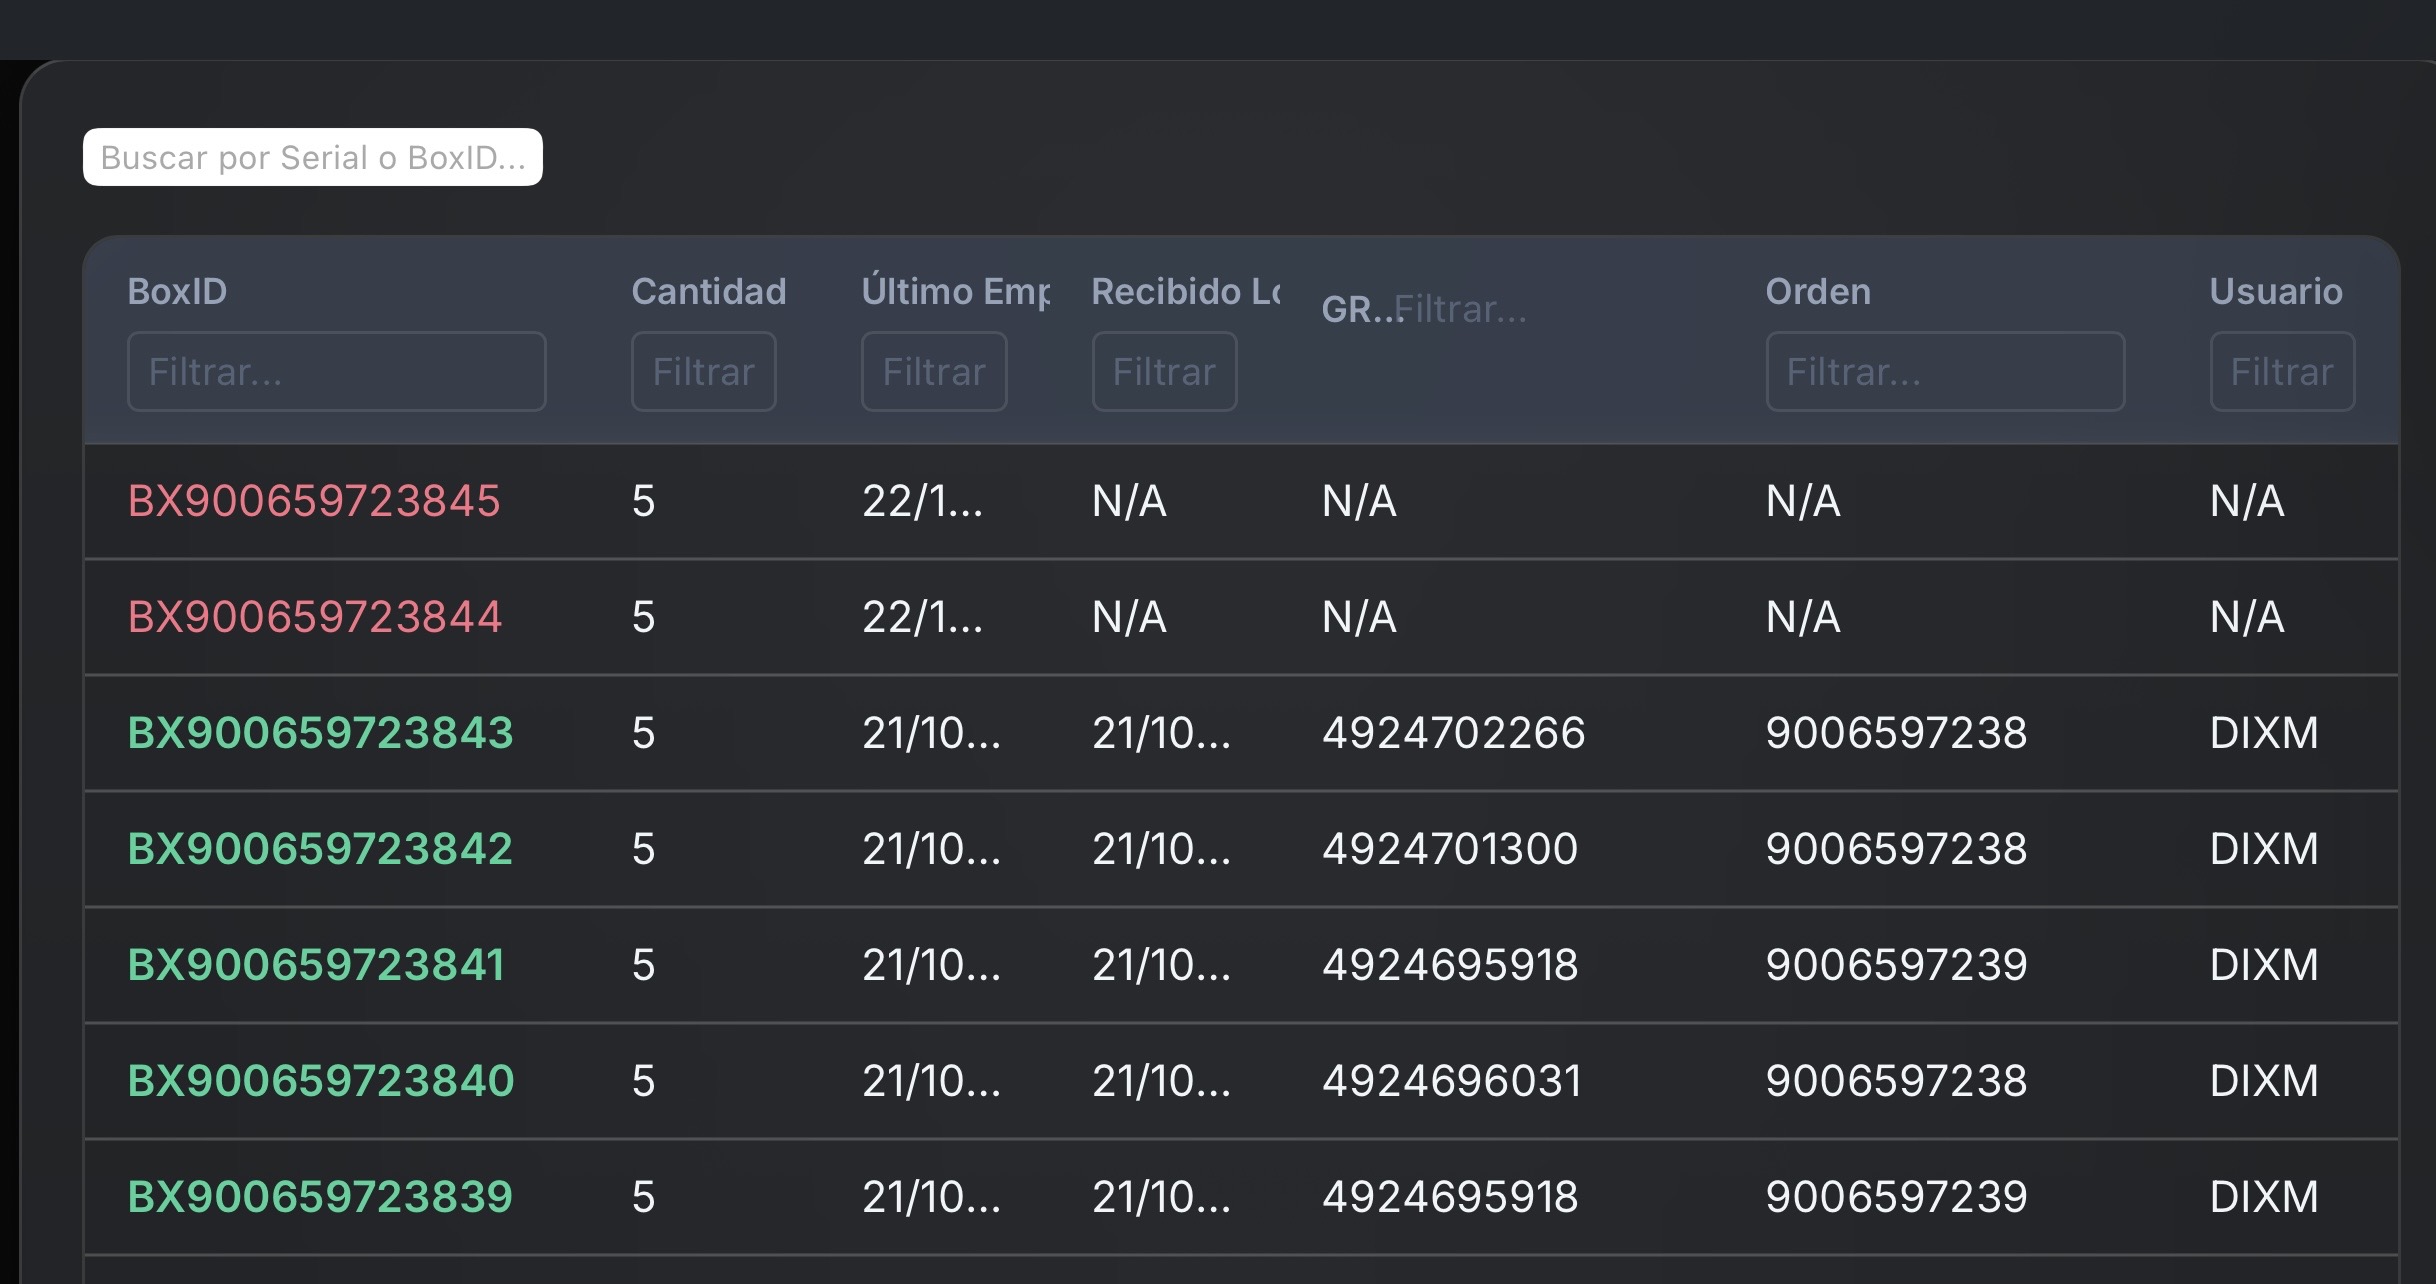 Buscar por Serial o BoxID...
BoxID Cantidad Último Emp Recibido Lo GR... Filtrar... Orden Usuario
Filtrar... Filtrar Filtrar Filtrar Filtrar... Filtrar
BX900659723845 5 22/1... N/A N/A N/A N/A
BX900659723844 5 22/1... N/A N/A N/A N/A
BX900659723843 5 21/10... 21/10... 4924702266 9006597238 DIXM
BX900659723842 5 21/10... 21/10... 4924701300 9006597238 DIXM
BX900659723841 5 21/10... 21/10... 4924695918 9006597239 DIXM
BX900659723840 5 21/10... 21/10... 4924696031 9006597238 DIXM
BX900659723839 5 21/10... 21/10... 4924695918 9006597239 DIXM